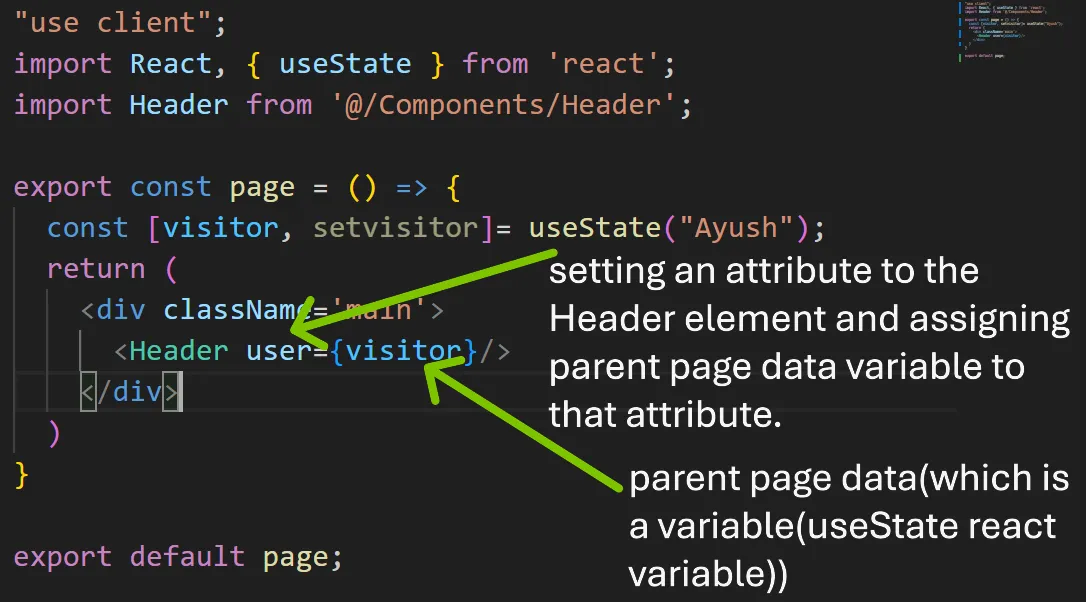 "use client";
import React, { useState } from 'react';
import Header from '@/Components/Header';
export const page = () => {
const [visitor, setvisitor]= useState("Ayush");
return (
<div className='main'>
<Header user={visitor}/>
</div>
)
}
export default page;
setting an attribute to the
Header element and assigning
parent page data variable to
that attribute.
parent page data(which is
a variable(useState react
variable))